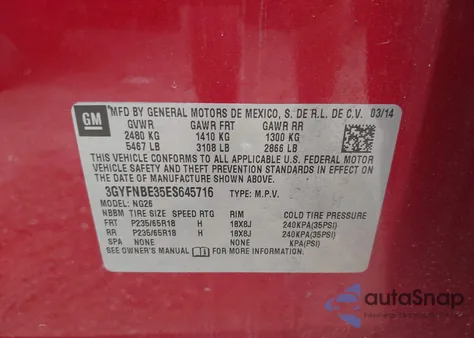 GM
MFD BY GENERAL MOTORS DE MEXICO, S. DE R.L. DE C.V. 03/14
GVWR GAWR FRT GAWR RR
2480 KG 1410 KG 1300 KG
5467 LB 3108 LB 2866 LB
THIS VEHICLE CONFORMS TO ALL APPLICABLE U.S. FEDERAL MOTOR
VEHICLE SAFETY AND THEFT PREVENTION STANDARDS IN EFFECT ON
THE DATE OF MANUFACTURE SHOWN ABOVE.
3GYFNBE35ES645716 TYPE: M.P.V.
MODEL: NG26
NBBM TIRE SIZE SPEED RTG RIM COLD TIRE PRESSURE
FRT P235/65R18 H 18X8J 240KPA(35PSI)
RR P235/65R18 H 18X8J 240KPA(35PSI)
SPA NONE NONE KPA(PSI)
SEE OWNER'S MANUAL FOR MORE INFORMATION.
autoSnap